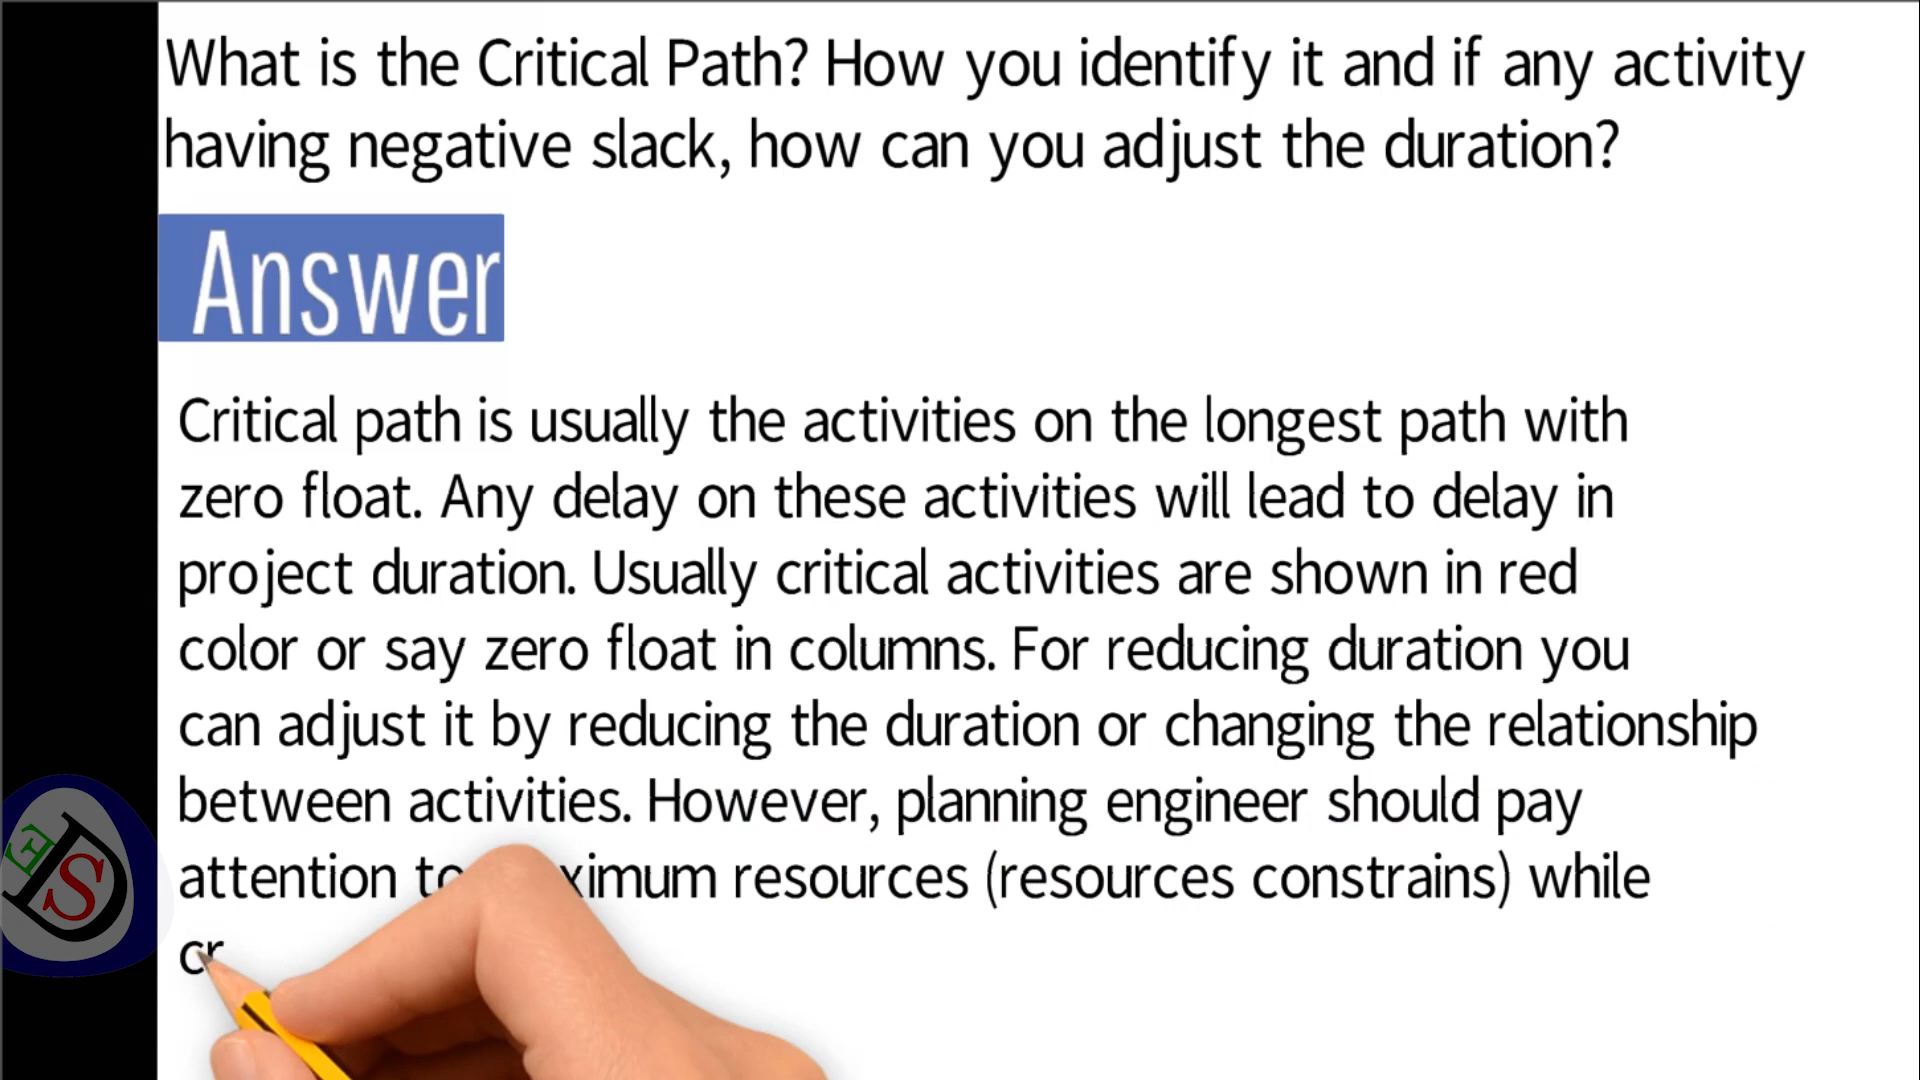 What is the Critical Path? How you identify it and if any activity
having negative slack, how can you adjust the duration?
Answer
Critical path is usually the activities on the longest path with
zero float. Any delay on these activities will lead to delay in
project duration. Usually critical activities are shown in red
color or say zero float in columns. For reducing duration you
can adjust it by reducing the duration or changing the relationship
between activities. However, planning engineer should pay
attention resources (resources constrains) while